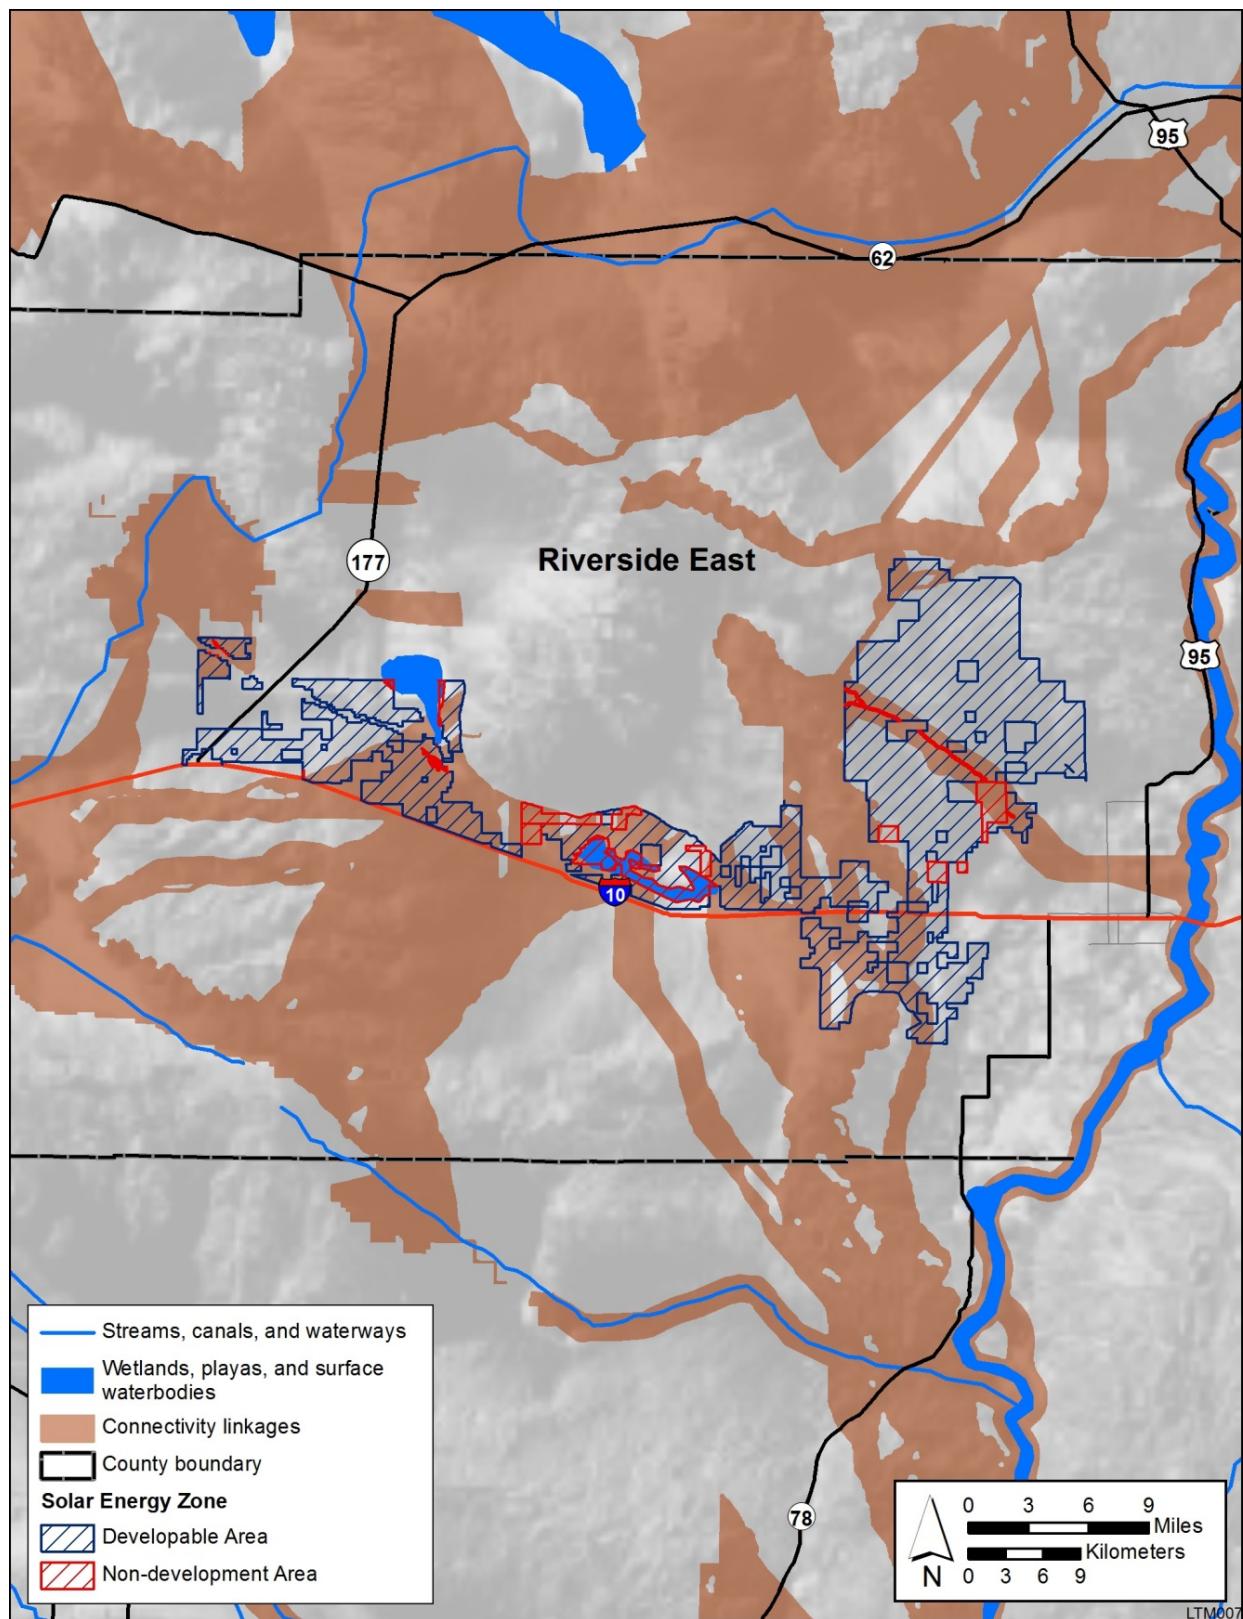 95
62
Riverside East
177
95
10
Streams, canals, and waterways
Wetlands, playas, and surface
waterbodies
Connectivity linkages
County boundary
Solar Energy Zone
Developable Area
Non-development Area
78
0 3 6 9
Miles
Kilometers
0 3 6 9
N
LTM007